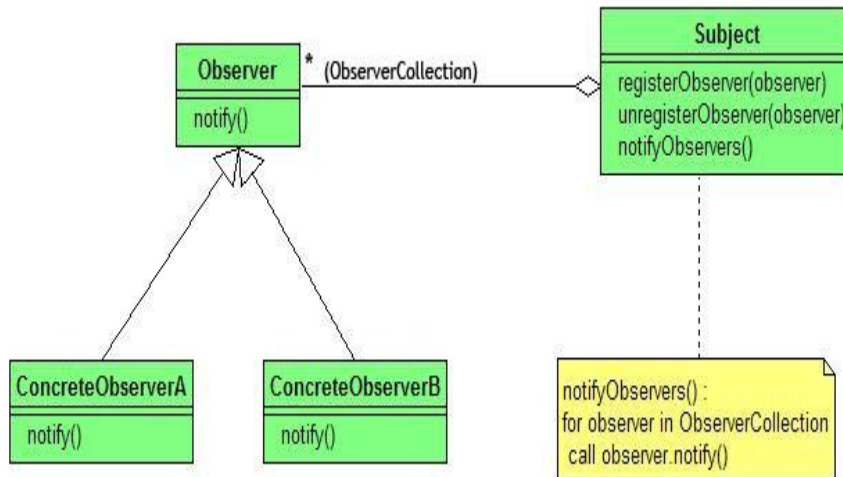 Subject
Observer
*
(ObserverCollection)
notify()
registerObserver(observer)
unregisterObserver(observer)
notifyObservers()
ConcreteObserverA
notify()
ConcreteObserverB
notify()
notifyObservers() :
for observer in ObserverCollection
call observer.notify()